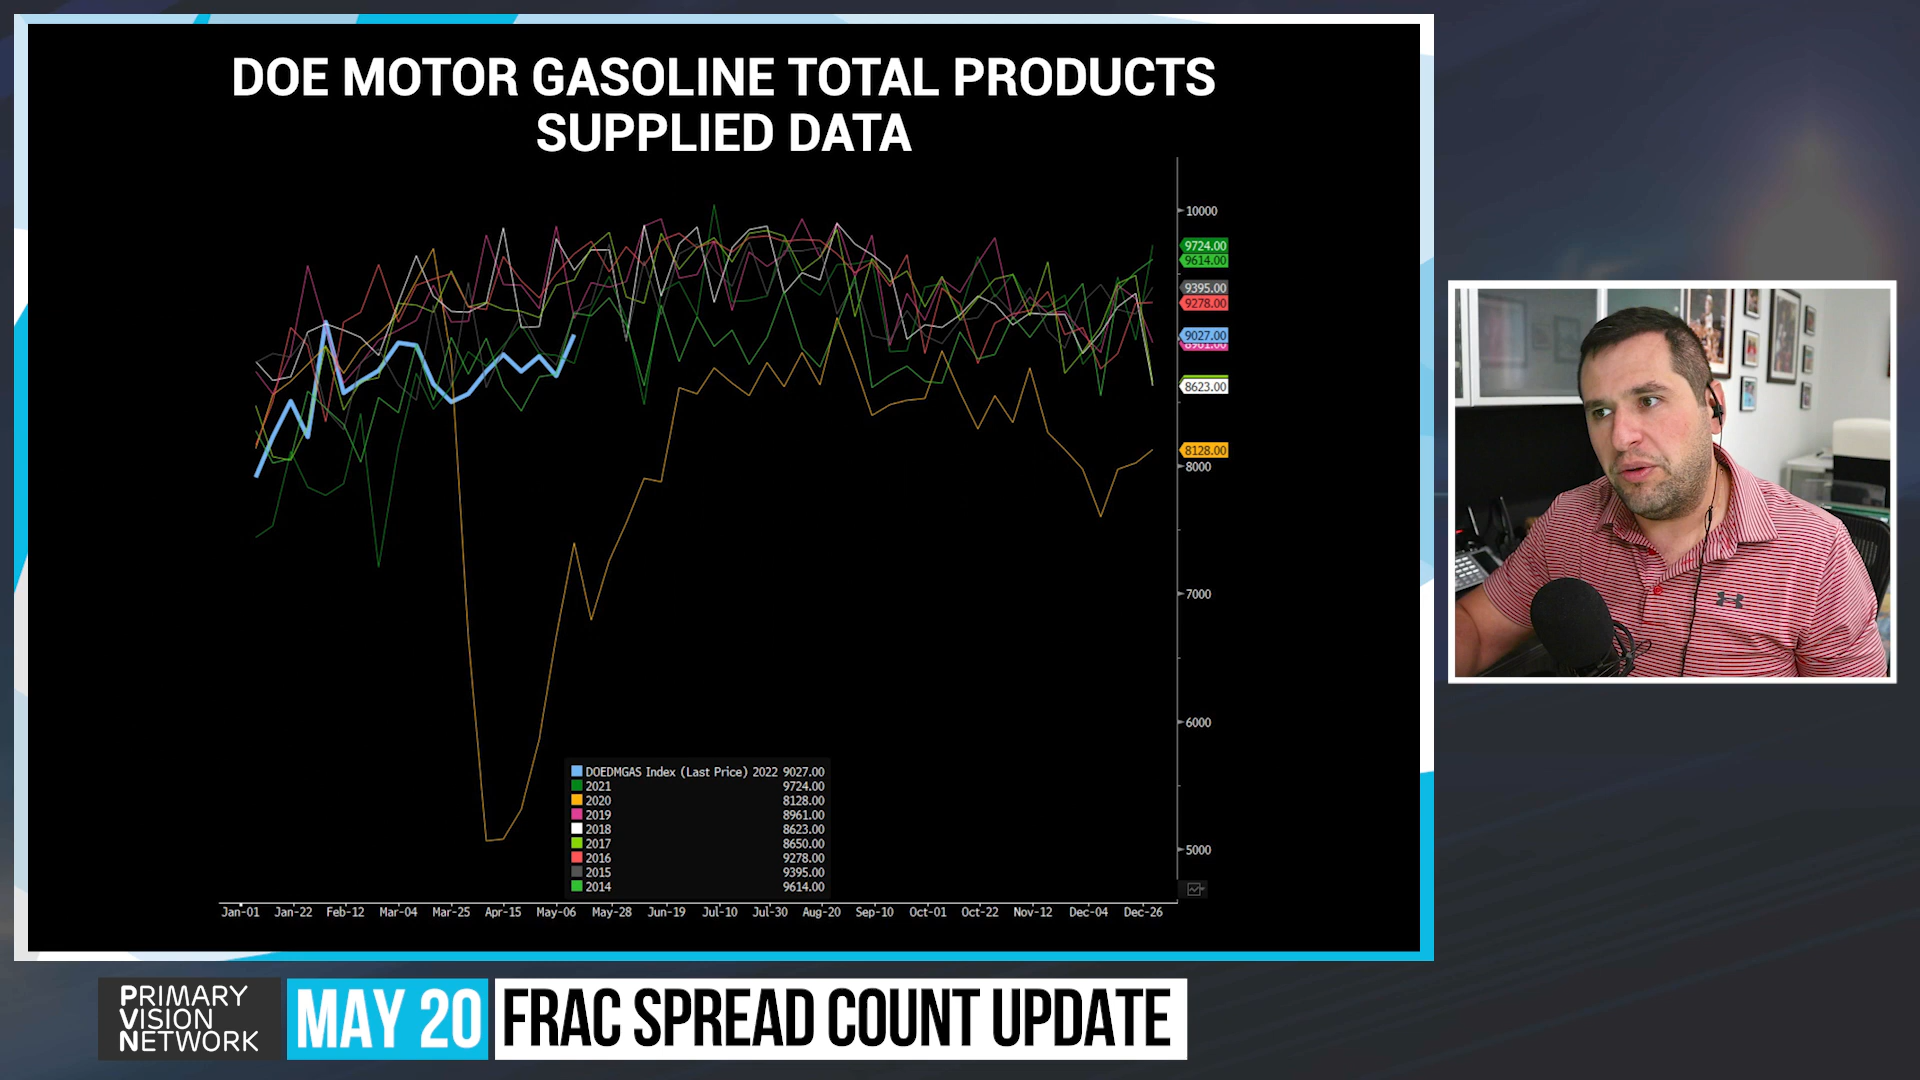 DOE MOTOR GASOLINE TOTAL PRODUCTS
SUPPLIED DATA
10000
9724.00
9614.00
9395.00
9278.00
9027.00
8961.00
8623.00
8128.00
8000
7000
6000
5000
DOEDMGAS Index (Last Price) 2022 9027.00
2021 9724.00
2020 8128.00
2019 8961.00
2018 8623.00
2017 8650.00
2016 9278.00
2015 9395.00
2014 9614.00
Jan-01 Jan-22 Feb-12 Mar-04 Mar-25 Apr-15 May-06 May-28 Jun-19 Jul-10 Jul-30 Aug-20 Sep-10 Oct-01 Oct-22 Nov-12 Dec-04 Dec-26
PRIMARY
VISION
NETWORK
MAY 20
FRAC SPREAD COUNT UPDATE